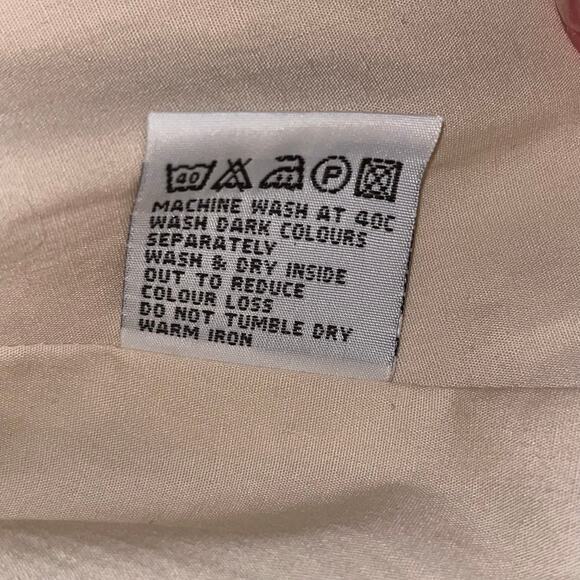 40 P
MACHINE WASH AT 40C
WASH DARK COLOURS
SEPARATELY
WASH & DRY INSIDE
OUT TO REDUCE
COLOUR LOSS
DO NOT TUMBLE DRY
WARM IRON